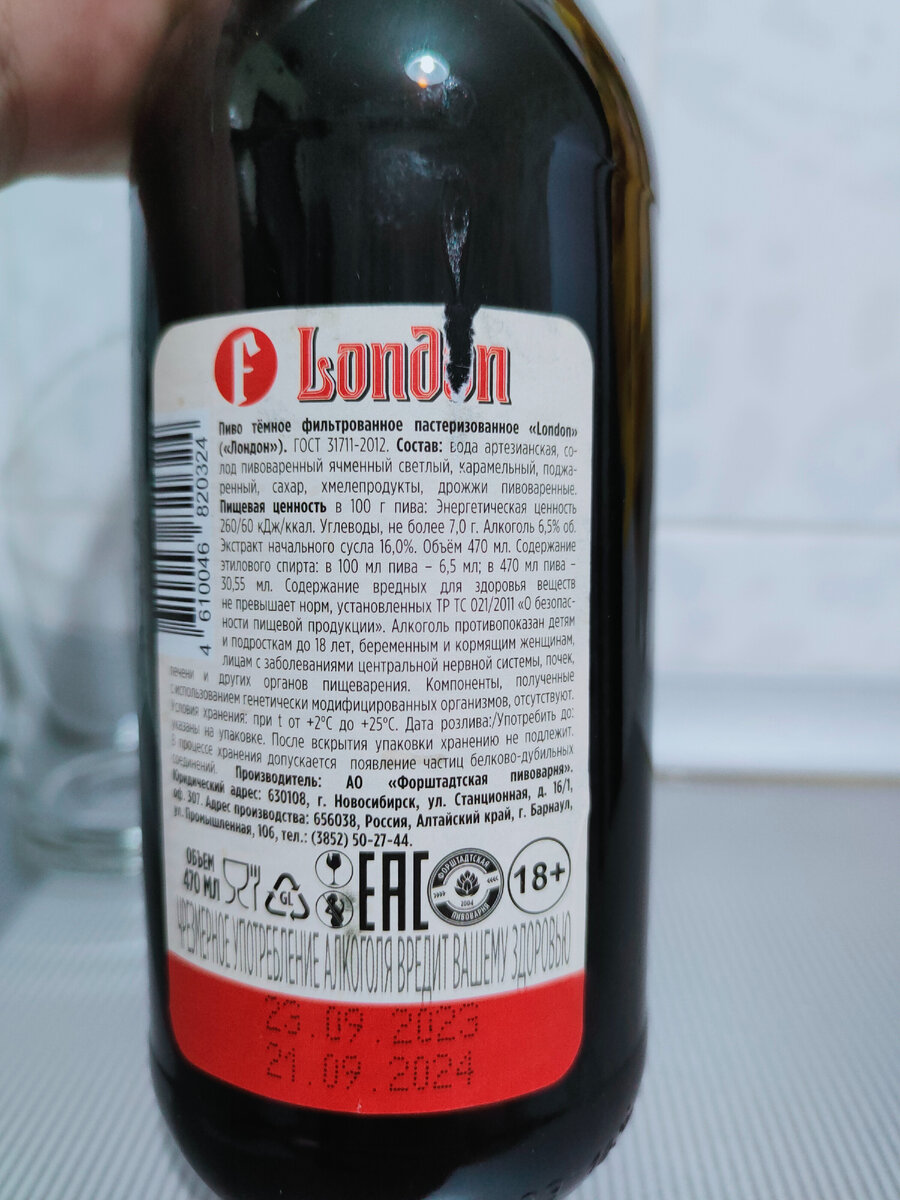 F London
Пиво тёмное фильтрованное пастеризованное «London»
(«Лондон»). ГОСТ 31711-2012. Состав: вода артезианская, со-
лод пивоваренный ячменный светлый, карамельный, поджа-
ренный, сахар, хмелепродукты, дрожжи пивоваренные.
Пищевая ценность в 100 г пива: Энергетическая ценность
260/60 кДж/ккал. Углеводы, не более 7,0 г. Алкоголь 6,5% об.
Экстракт начального сусла 16,0%. Объём 470 мл. Содержание
этилового спирта: в 100 мл пива – 6,5 мл; в 470 мл пива –
30,55 мл. Содержание вредных для здоровья веществ
не превышает норм, установленных ТР ТС 021/2011 «О безопас-
ности пищевой продукции». Алкоголь противопоказан детям
и подросткам до 18 лет, беременным и кормящим женщинам,
лицам с заболеваниями центральной нервной системы, почек,
печени и других органов пищеварения. Компоненты, полученные
с использованием генетически модифицированных организмов, отсутствуют.
Условия хранения: при t от +2°С до +25°С. Дата розлива:/Употребить до:
указаны на упаковке. После вскрытия упаковки хранению не подлежит.
В процессе хранения допускается появление частиц белково-дубильных
соединений. Производитель: АО «Форштадтская пивоварня».
Юридический адрес: 630108, г. Новосибирск, ул. Станционная, д. 16/1,
оф. 307. Адрес производства: 656038, Россия, Алтайский край, г. Барнаул,
ул. Промышленная, 106, тел.: (3852) 50-27-44.
4 610046 820324
ОБЪЕМ
470 МЛ
GL
EAC
ФОРШТАДТСКАЯ
2004
ПИВОВАРНЯ
18+
ЧРЕЗМЕРНОЕ УПОТРЕБЛЕНИЕ АЛКОГОЛЯ ВРЕДИТ ВАШЕМУ ЗДОРОВЬЮ
23.09.2023
21.09.2024